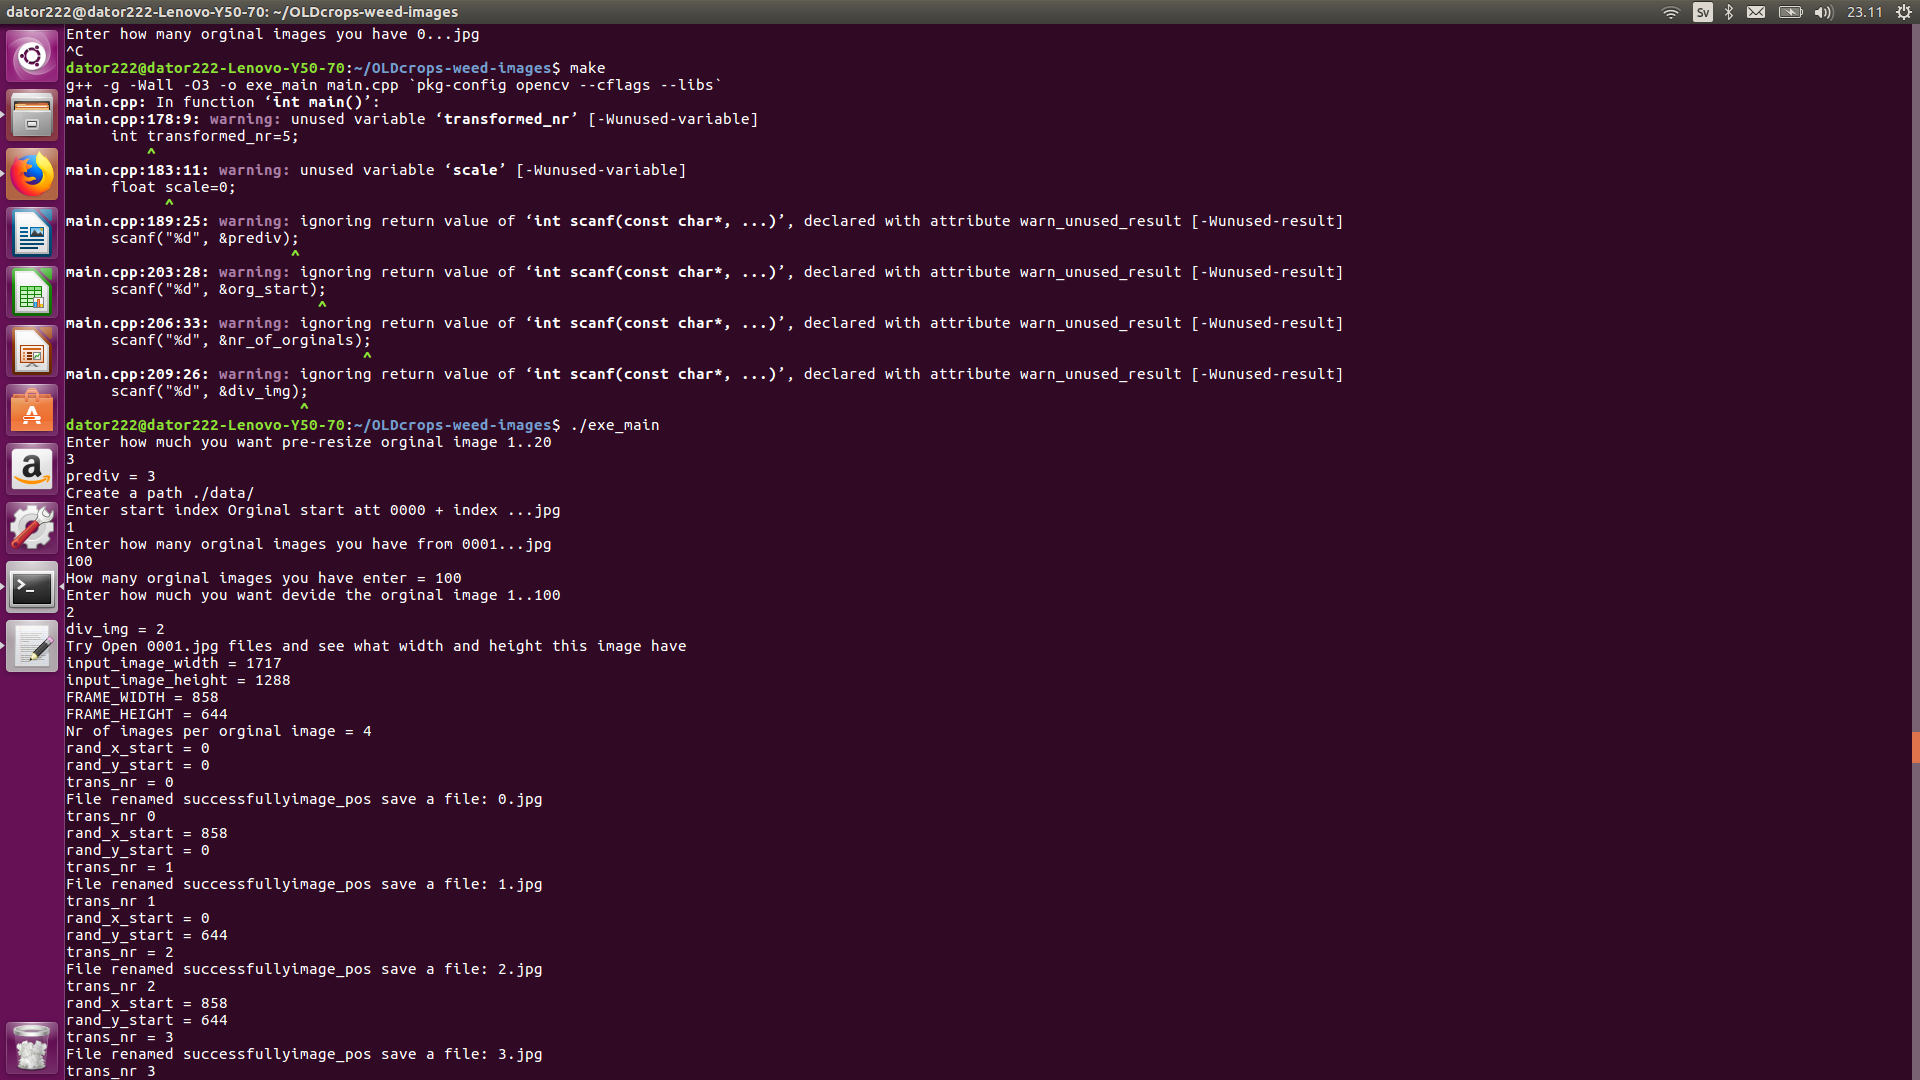 dator222@dator222-Lenovo-Y50-70: ~/OLDcrops-weed-images
Sv
23.11
Enter how many orginal images you have 0...jpg
^C
dator222@dator222-Lenovo-Y50-70:~/OLDcrops-weed-images$ make
g++ -g -Wall -O3 -o exe_main main.cpp `pkg-config opencv --cflags --libs`
main.cpp: In function ‘int main()’:
main.cpp:178:9: warning: unused variable ‘transformed_nr’ [-Wunused-variable]
     int transformed_nr=5;
         ^
main.cpp:183:11: warning: unused variable ‘scale’ [-Wunused-variable]
     float scale=0;
           ^
main.cpp:189:25: warning: ignoring return value of ‘int scanf(const char*, ...)’, declared with attribute warn_unused_result [-Wunused-result]
     scanf("%d", &prediv);
                         ^
main.cpp:203:28: warning: ignoring return value of ‘int scanf(const char*, ...)’, declared with attribute warn_unused_result [-Wunused-result]
     scanf("%d", &org_start);
                            ^
main.cpp:206:33: warning: ignoring return value of ‘int scanf(const char*, ...)’, declared with attribute warn_unused_result [-Wunused-result]
     scanf("%d", &nr_of_orginals);
                                 ^
main.cpp:209:26: warning: ignoring return value of ‘int scanf(const char*, ...)’, declared with attribute warn_unused_result [-Wunused-result]
     scanf("%d", &div_img);
                          ^
dator222@dator222-Lenovo-Y50-70:~/OLDcrops-weed-images$ ./exe_main
Enter how much you want pre-resize orginal image 1..20
3
prediv = 3
Create a path ./data/
Enter start index Orginal start att 0000 + index ...jpg
1
Enter how many orginal images you have from 0001...jpg
100
How many orginal images you have enter = 100
Enter how much you want devide the orginal image 1..100
2
div_img = 2
Try Open 0001.jpg files and see what width and height this image have
input_image_width = 1717
input_image_height = 1288
FRAME_WIDTH = 858
FRAME_HEIGHT = 644
Nr of images per orginal image = 4
rand_x_start = 0
rand_y_start = 0
trans_nr = 0
File renamed successfullyimage_pos save a file: 0.jpg
trans_nr 0
rand_x_start = 858
rand_y_start = 0
trans_nr = 1
File renamed successfullyimage_pos save a file: 1.jpg
trans_nr 1
rand_x_start = 0
rand_y_start = 644
trans_nr = 2
File renamed successfullyimage_pos save a file: 2.jpg
trans_nr 2
rand_x_start = 858
rand_y_start = 644
trans_nr = 3
File renamed successfullyimage_pos save a file: 3.jpg
trans_nr 3